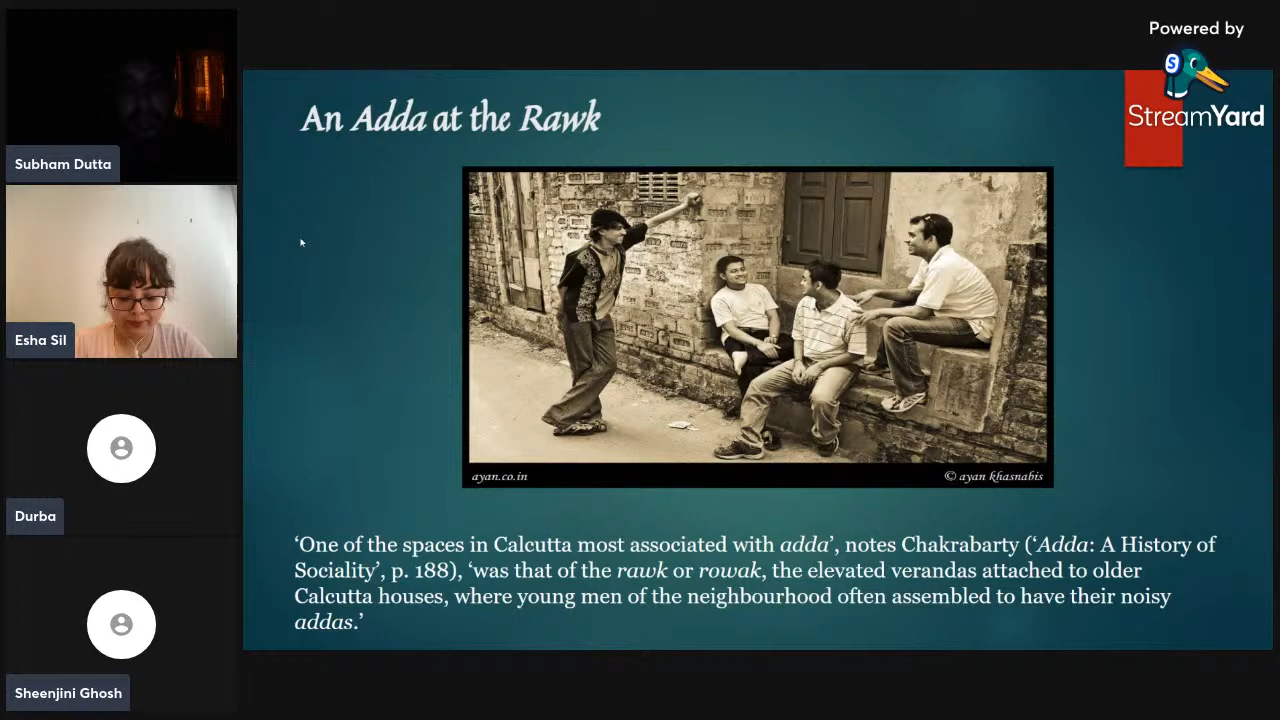 Powered by
StreamYard
Subham Dutta
Esha Sil
Durba
Sheenjini Ghosh
An Adda at the Rawk
ayan.co.in
© ayan khasnabis
‘One of the spaces in Calcutta most associated with adda’, notes Chakrabarty (‘Adda: A History of
Sociality’, p. 188), ‘was that of the rawk or rowak, the elevated verandas attached to older
Calcutta houses, where young men of the neighbourhood often assembled to have their noisy
addas.’